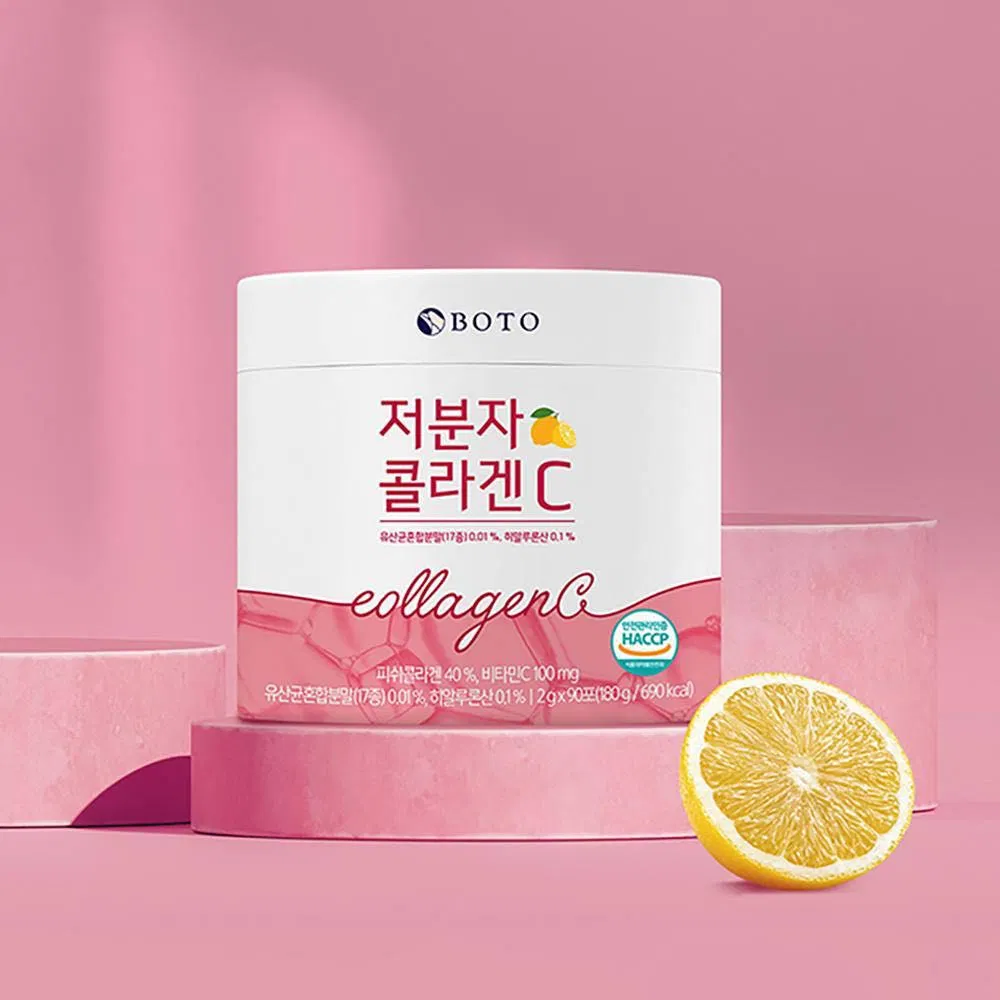 BOTO
저분자
콜라겐 C
유산균혼합분말(17종) 0.01 %, 히알루론산 0.1 %
collagenC
안전관리인증
HACCP
피쉬콜라겐 40 %, 비타민C 100 mg
유산균혼합분말(17종) 0.01%, 히알루론산 0.1% | 2g x 90포(180g / 690 kcal)